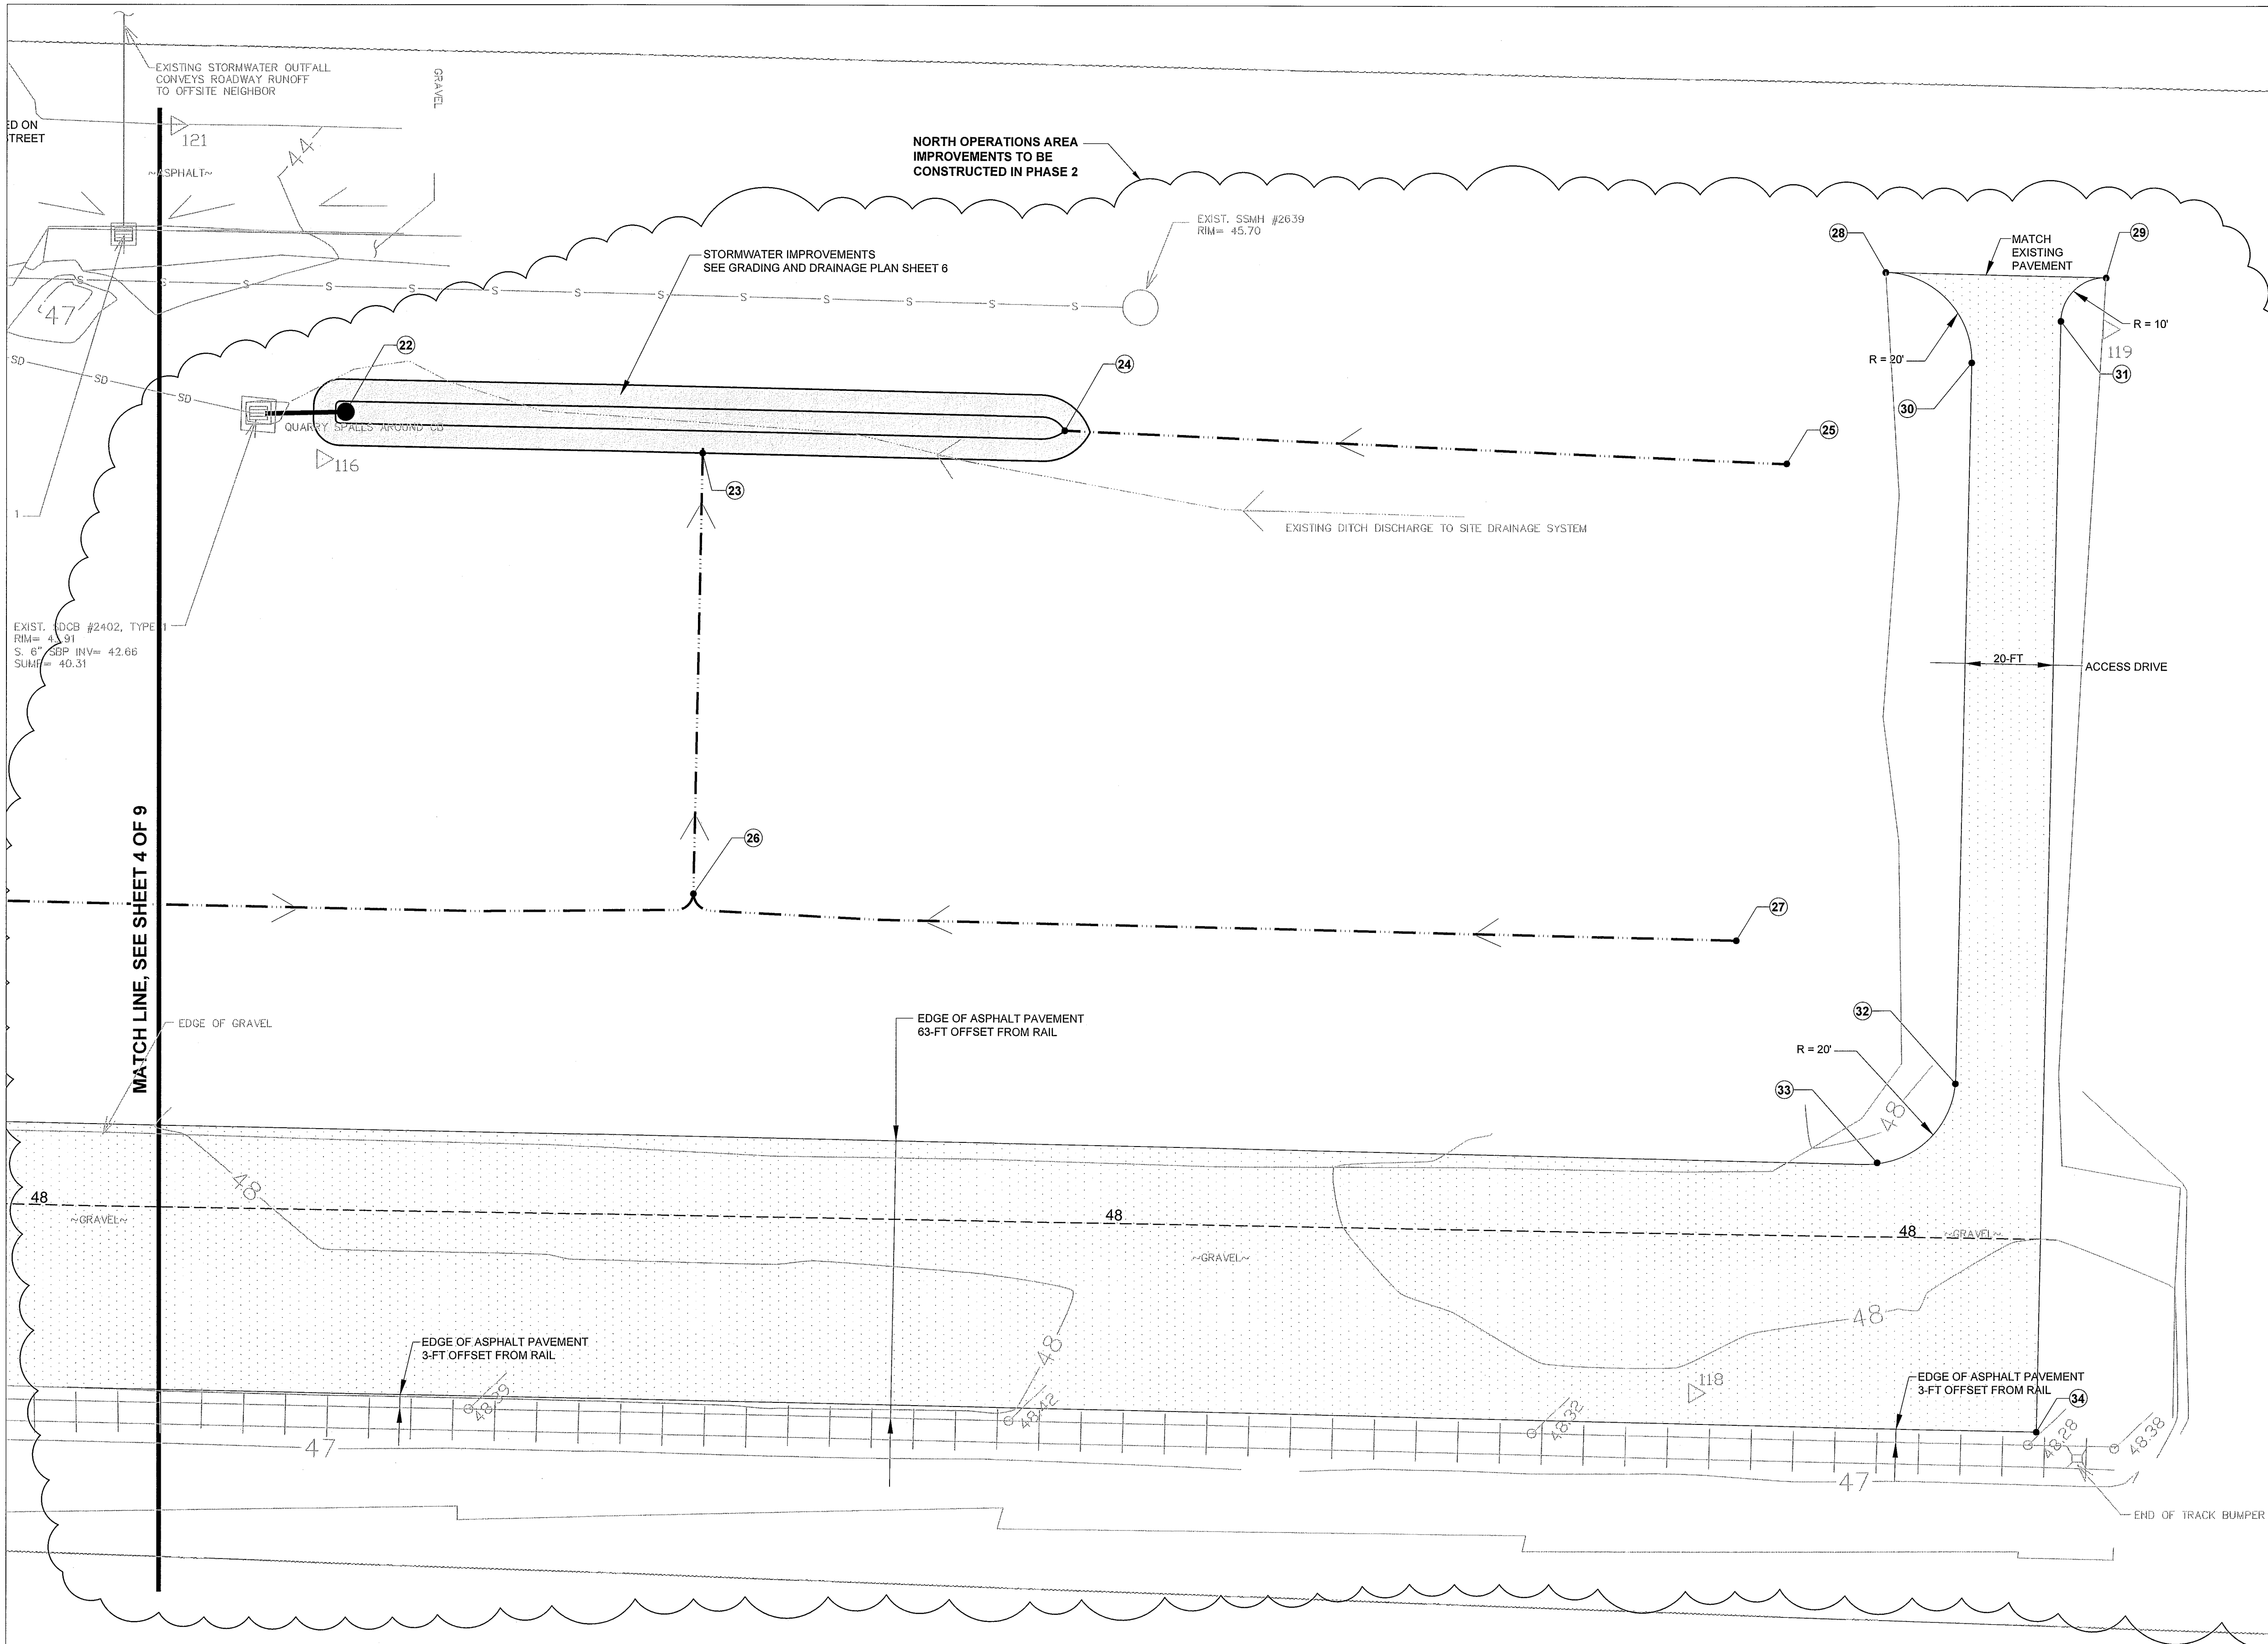 EXISTING STORMWATER OUTFALL
CONVEYS ROADWAY RUNOFF
TO OFFSITE NEIGHBOR
GRAVEL
ED ON
STREET
121
44
~ASPHALT~
NORTH OPERATIONS AREA
IMPROVEMENTS TO BE
CONSTRUCTED IN PHASE 2
EXIST. SSMH #2639
RIM= 45.70
STORMWATER IMPROVEMENTS
SEE GRADING AND DRAINAGE PLAN SHEET 6
28
MATCH
EXISTING
PAVEMENT
29
S
S
S
S
S
S
S
S
S
S
S
S
S
47
R = 10'
22
24
R = 20'
119
31
SD
SD
SD
30
QUARRY SPALLS AROUND CB
25
116
23
1
EXISTING DITCH DISCHARGE TO SITE DRAINAGE SYSTEM
EXIST. SDCB #2402, TYPE 1
RIM= 4 .91
S. 6" SBP INV= 42.66
SUMP= 40.31
20-FT
ACCESS DRIVE
MATCH LINE, SEE SHEET 4 OF 9
26
27
EDGE OF GRAVEL
EDGE OF ASPHALT PAVEMENT
63-FT OFFSET FROM RAIL
32
R = 20'
33
48
48
48
~GRAVEL~
48
~GRAVEL~
48
~GRAVEL~
48
48
EDGE OF ASPHALT PAVEMENT
3-FT OFFSET FROM RAIL
118
EDGE OF ASPHALT PAVEMENT
3-FT OFFSET FROM RAIL
34
48.39
48.42
48.32
48.28
48.38
47
47
END OF TRACK BUMPER